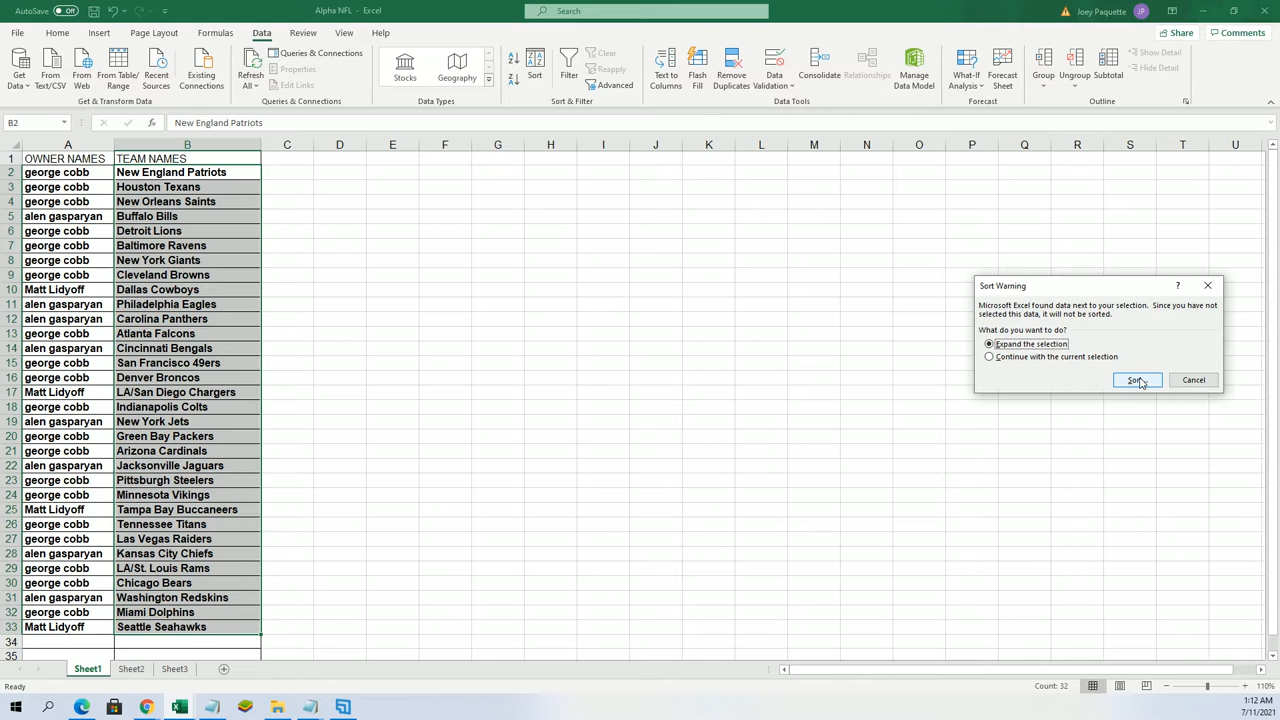 AutoSave Off
Alpha NFL - Excel
Search
Joey Paquette JP
File Home Insert Page Layout Formulas Data Review View Help
Share Comments
Get Data
From Text/CSV
From Web
From Table/Range
Recent Sources
Existing Connections
Get & Transform Data
Refresh All
Queries & Connections
Properties
Edit Links
Queries & Connections
Stocks
Geography
Data Types
Sort
Filter
Clear
Reapply
Advanced
Sort & Filter
Text to Columns
Flash Fill
Remove Duplicates
Data Validation
Consolidate
Relationships
Manage Data Model
Data Tools
What-If Analysis
Forecast Sheet
Forecast
Group
Ungroup
Subtotal
Show Detail
Hide Detail
Outline
B2
fx
New England Patriots
A B C D E F G H I J K L M N O P Q R S T U
1 OWNER NAMES TEAM NAMES
2 george cobb New England Patriots
3 george cobb Houston Texans
4 george cobb New Orleans Saints
5 alen gasparyan Buffalo Bills
6 george cobb Detroit Lions
7 george cobb Baltimore Ravens
8 george cobb New York Giants
9 george cobb Cleveland Browns
10 Matt Lidyoff Dallas Cowboys
11 alen gasparyan Philadelphia Eagles
12 alen gasparyan Carolina Panthers
13 george cobb Atlanta Falcons
14 alen gasparyan Cincinnati Bengals
15 george cobb San Francisco 49ers
16 george cobb Denver Broncos
17 Matt Lidyoff LA/San Diego Chargers
18 george cobb Indianapolis Colts
19 alen gasparyan New York Jets
20 george cobb Green Bay Packers
21 george cobb Arizona Cardinals
22 alen gasparyan Jacksonville Jaguars
23 george cobb Pittsburgh Steelers
24 george cobb Minnesota Vikings
25 Matt Lidyoff Tampa Bay Buccaneers
26 george cobb Tennessee Titans
27 george cobb Las Vegas Raiders
28 alen gasparyan Kansas City Chiefs
29 george cobb LA/St. Louis Rams
30 george cobb Chicago Bears
31 alen gasparyan Washington Redskins
32 george cobb Miami Dolphins
33 Matt Lidyoff Seattle Seahawks
34
35
Sort Warning
Microsoft Excel found data next to your selection. Since you have not
selected this data, it will not be sorted.
What do you want to do?
Expand the selection
Continue with the current selection
Sort Cancel
Sheet1 Sheet2 Sheet3
Ready
Count: 32
110%
1:12 AM
7/11/2021